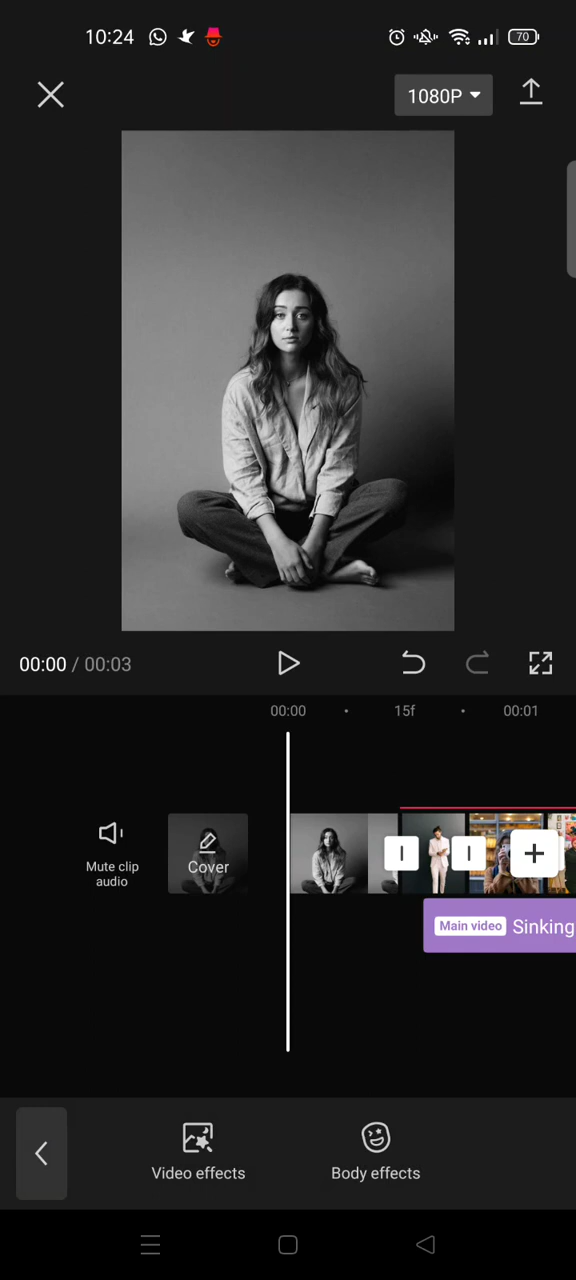 10:24
70
1080P
00:00 / 00:03
00:00
15f
00:01
Mute clip
audio
Cover
Main video Sinking
Video effects
Body effects